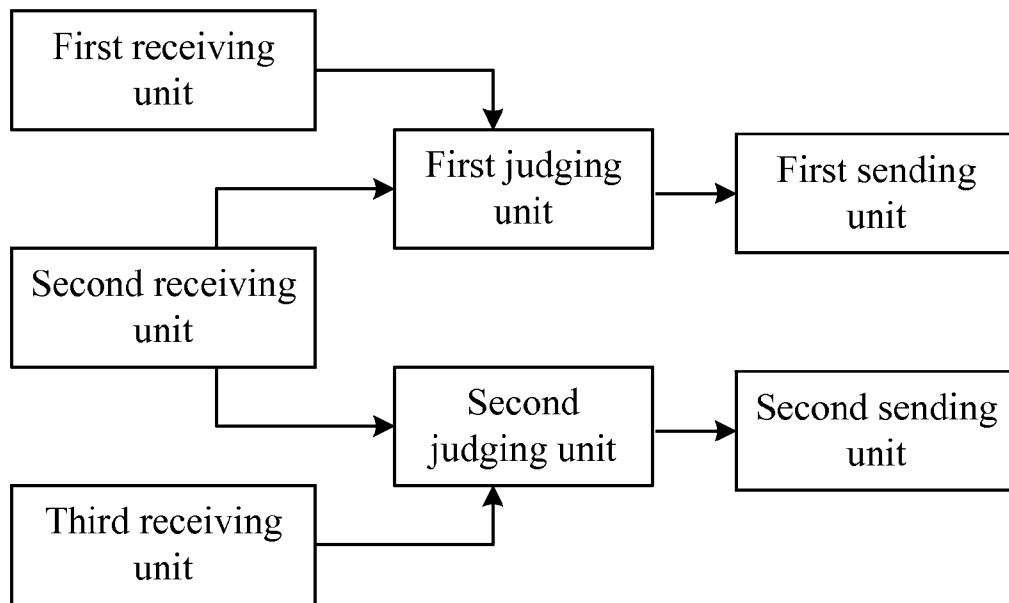 First receiving
unit
First judging
unit
First sending
unit
Second receiving
unit
Second
judging unit
Second sending
unit
Third receiving
unit